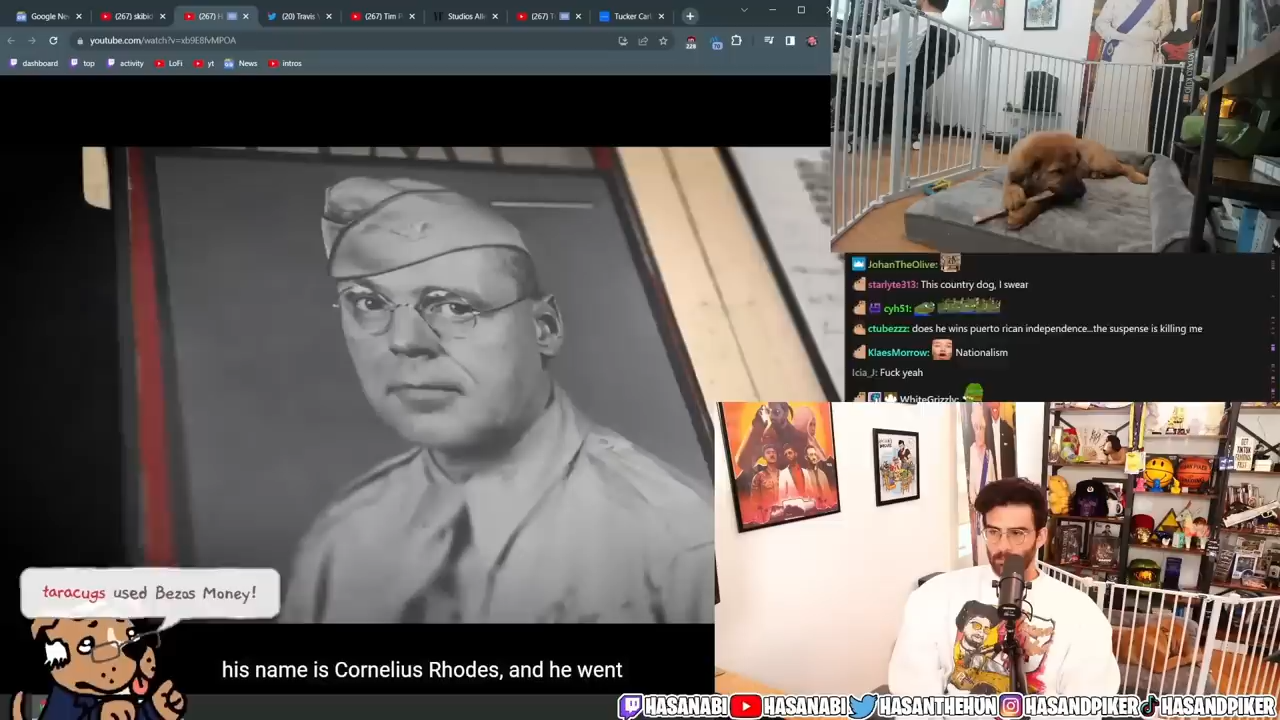 Google Ne
(267) skibid
(267) H
(20) Travis
(267) Tim P
Studios All
(267) T
Tucker Carl
youtube.com/watch?v=xb9E8fvMPOA
228
dashboard
top
activity
LoFi
yt
News
intros
JohanTheOlive:
starlyte313: This country dog, I swear
cyh51:
ctubezzz: does he wins puerto rican independence...the suspense is killing me
KlaesMorrow: Nationalism
Icia_J: Fuck yeah
WhiteGrizzly:
taracugs used Bezos Money!
his name is Cornelius Rhodes, and he went
HASANABI HASANABI HASANTHEHUN HASANDPIKER HASANDPIKER